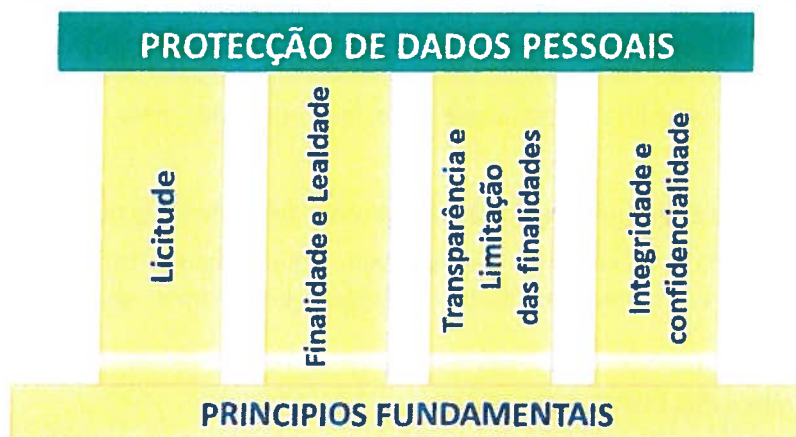 PROTECÇÃO DE DADOS PESSOAIS
Licitude
Finalidade e Lealdade
Transparência e
Limitação
das finalidades
Integridade e
confidencialidade
PRINCIPIOS FUNDAMENTAIS